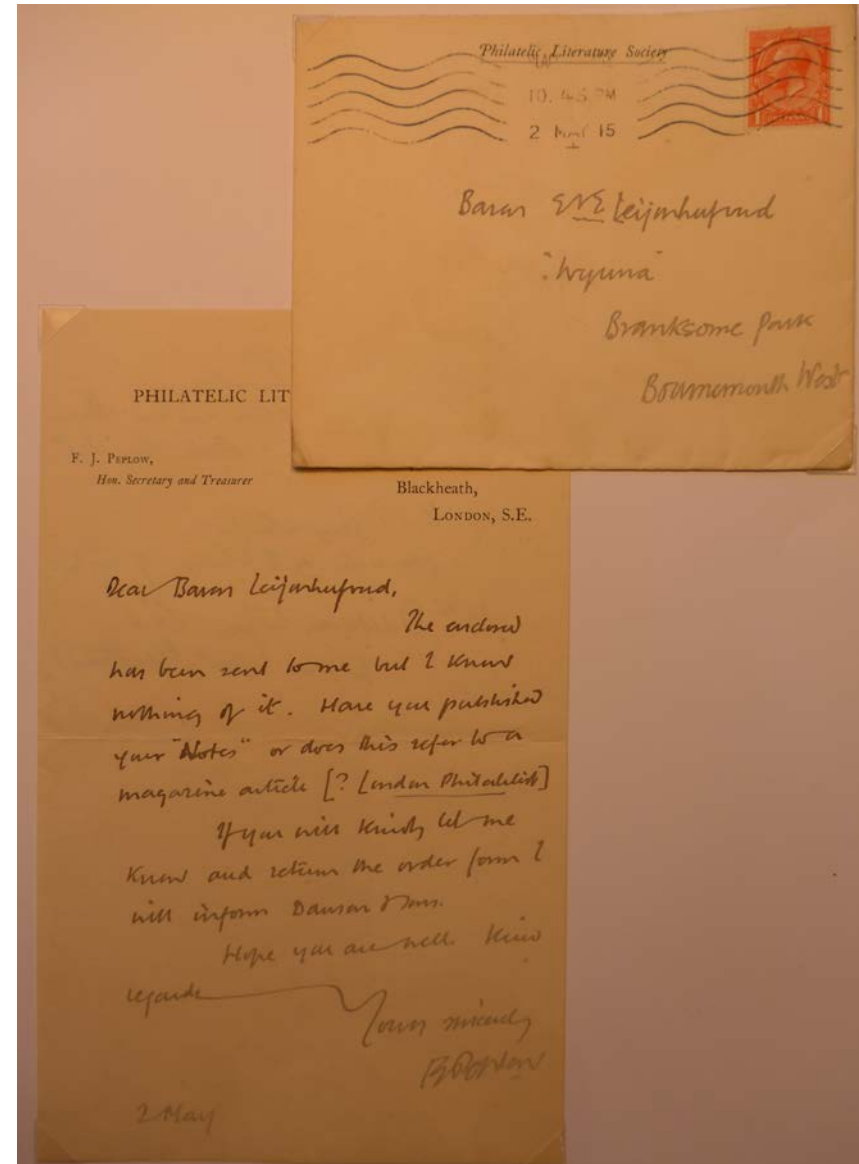 Philatelic Literature Society
10. 45 PM
2 MAY 15
Baron Leijonhufvud
"Wyuna"
Branksome Park
Bournemouth West
PHILATELIC LIT
F. J. PEPLOW,
Hon. Secretary and Treasurer
Blackheath,
LONDON, S.E.
Dear Baron Leijonhufvud,
The enclosed
has been sent to me but I know
nothing of it. Have you published
your "Notes" or does this refer to a
magazine article [? London Philatelist]
If you will kindly let me
know and return the order form I
will inform Dawson & Sons.
Hope you are well. Kind
regards
Yours sincerely
FJPeplow
2 May